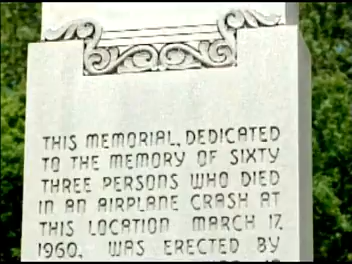 THIS MEMORIAL, DEDICATED
TO THE MEMORY OF SIXTY
THREE PERSONS WHO DIED
IN AN AIRPLANE CRASH AT
THIS LOCATION MARCH 17,
1960, WAS ERECTED BY